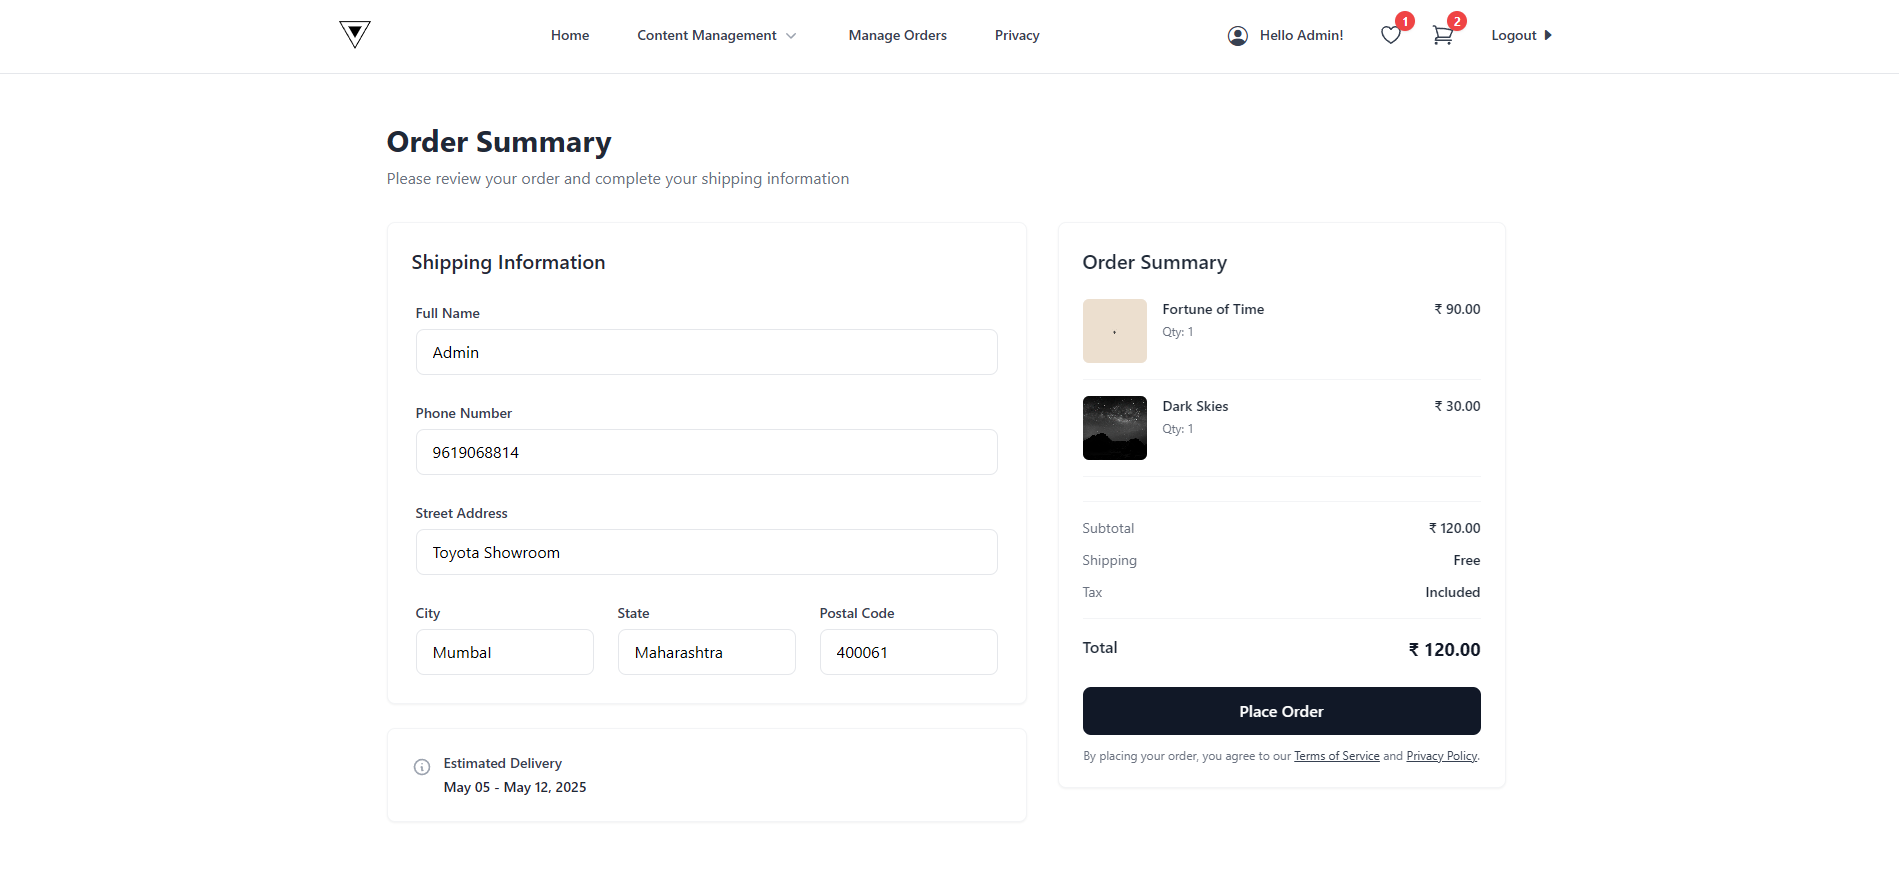 Home
Content Management
Manage Orders
Privacy
Hello Admin!
1
2
Logout
Order Summary
Please review your order and complete your shipping information
Shipping Information
Full Name
Admin
Phone Number
9619068814
Street Address
Toyota Showroom
City
State
Postal Code
MumbaI
Maharashtra
400061
Estimated Delivery
May 05 - May 12, 2025
Order Summary
Fortune of Time
₹ 90.00
Qty: 1
Dark Skies
₹ 30.00
Qty: 1
Subtotal
₹ 120.00
Shipping
Free
Tax
Included
Total
₹ 120.00
Place Order
By placing your order, you agree to our Terms of Service and Privacy Policy.